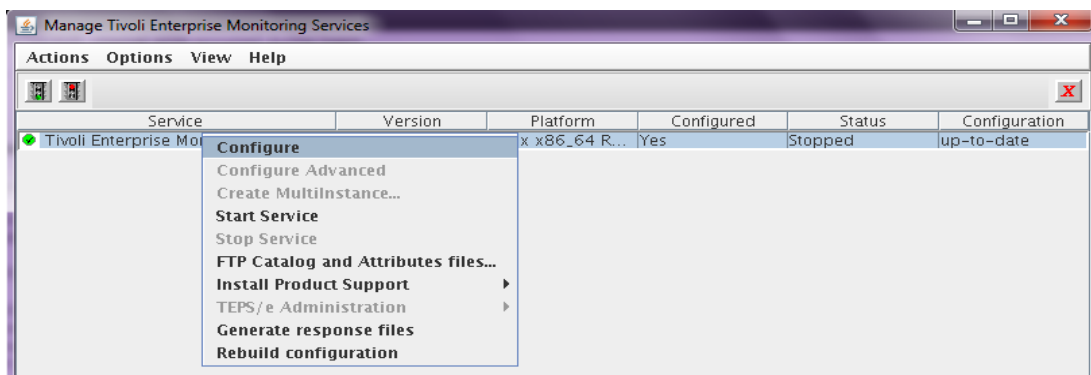 Manage Tivoli Enterprise Monitoring Services
Actions Options View Help
Service Version Platform Configured Status Configuration
Tivoli Enterprise x86_64 Yes Stopped up-to-date
Configure
Configure Advanced
Create MultiInstance...
Start Service
Stop Service
FTP Catalog and Attributes files...
Install Product Support
TEPS/e Administration
Generate response files
Rebuild configuration